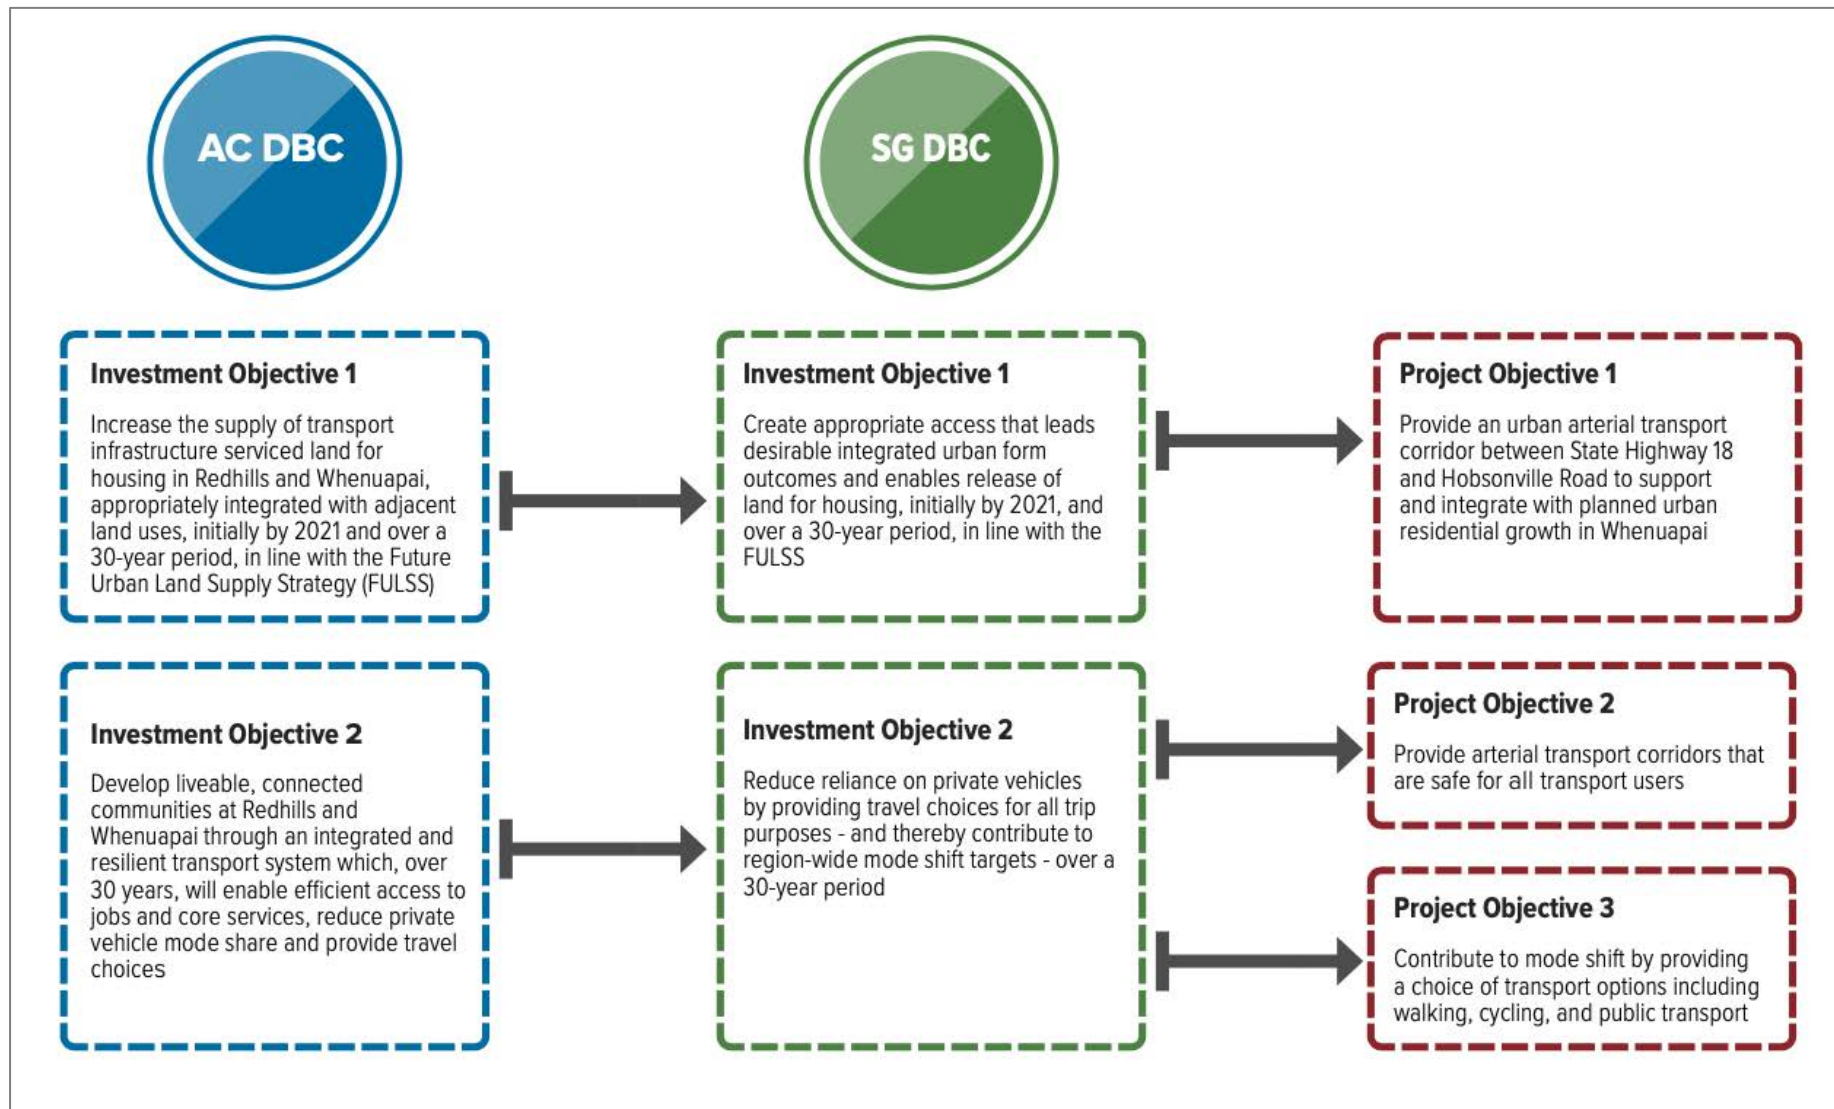 AC DBC
SG DBC
Investment Objective 1
Increase the supply of transport
infrastructure serviced land for
housing in Redhills and Whenuapai,
appropriately integrated with adjacent
land uses, initially by 2021 and over a
30-year period, in line with the Future
Urban Land Supply Strategy (FULSS)
Investment Objective 1
Create appropriate access that leads
desirable integrated urban form
outcomes and enables release of
land for housing, initially by 2021, and
over a 30-year period, in line with the
FULSS
Project Objective 1
Provide an urban arterial transport
corridor between State Highway 18
and Hobsonville Road to support
and integrate with planned urban
residential growth in Whenuapai
Investment Objective 2
Develop liveable, connected
communities at Redhills and
Whenuapai through an integrated and
resilient transport system which, over
30 years, will enable efficient access to
jobs and core services, reduce private
vehicle mode share and provide travel
choices
Investment Objective 2
Reduce reliance on private vehicles
by providing travel choices for all trip
purposes - and thereby contribute to
region-wide mode shift targets - over a
30-year period
Project Objective 2
Provide arterial transport corridors that
are safe for all transport users
Project Objective 3
Contribute to mode shift by providing
a choice of transport options including
walking, cycling, and public transport